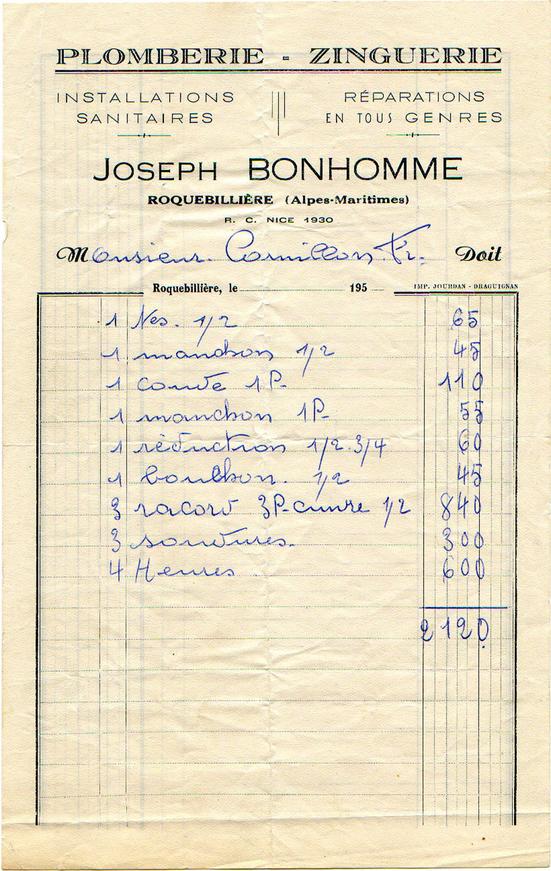 PLOMBERIE - ZINGUERIE
INSTALLATIONS SANITAIRES
RÉPARATIONS EN TOUS GENRES
JOSEPH BONHOMME
ROQUEBILLIÈRE (Alpes-Maritimes)
R. C. NICE 1930
Monsieur Cornillon Fr. Doit
Roquebillière, le 195
IMP. JOURDAN - DRAGUIGNAN
1 Nes. 1/2 65
1 manchon 1/2 45
1 coude 1P- 110
1 manchon 1P- 55
1 réduction 1/2.3/4 60
1 bouchon. 1/2 45
3 racord 3P-cuivre 1/2 840
3 soudures. 300
4 Heures 600
2120